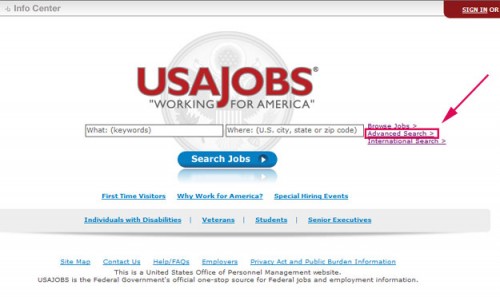 Info Center
SIGN IN OR
USAJOBS®
"WORKING FOR AMERICA"
What: (keywords) Where: (U.S. city, state or zip code) Browse Jobs >
Advanced Search >
International Search >
Search Jobs
First Time Visitors Why Work for America? Special Hiring Events
Individuals with Disabilities | Veterans | Students | Senior Executives
Site Map Contact Us Help/FAQs Employers Privacy Act and Public Burden Information
This is a United States Office of Personnel Management website.
USAJOBS is the Federal Government's official one-stop source for Federal jobs and employment information.